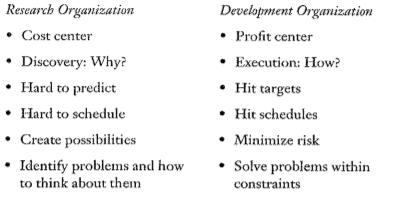 Research Organization
• Cost center
• Discovery: Why?
• Hard to predict
• Hard to schedule
• Create possibilities
• Identify problems and how
to think about them
Development Organization
• Profit center
• Execution: How?
• Hit targets
• Hit schedules
• Minimize risk
• Solve problems within
constraints